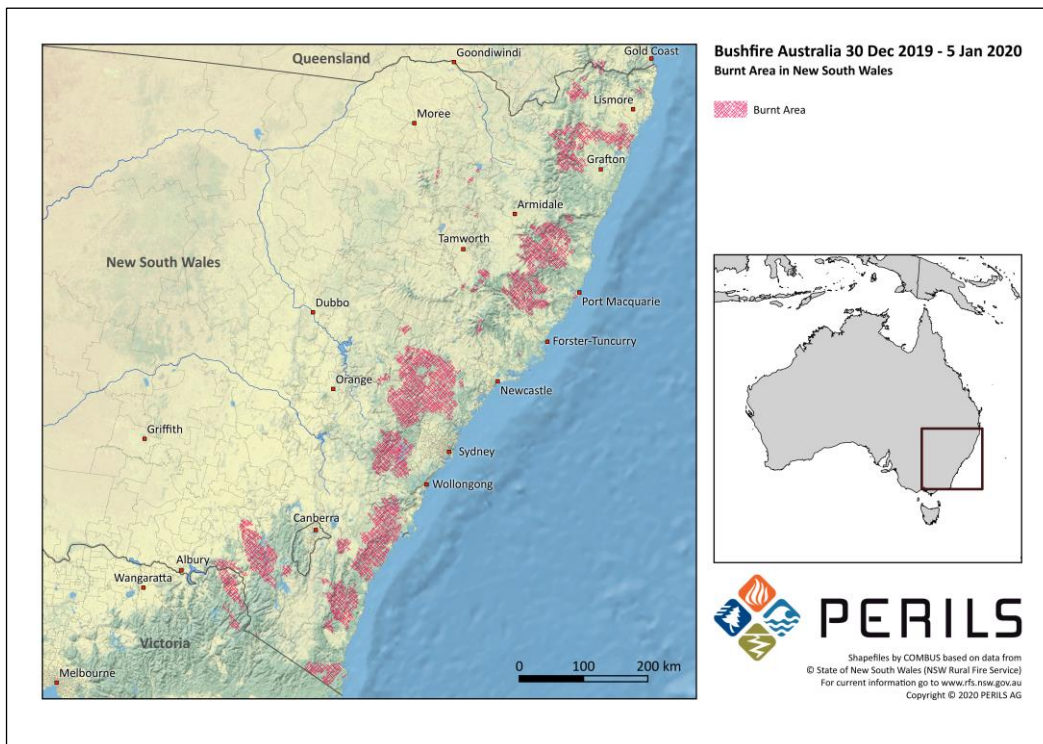 Bushfire Australia 30 Dec 2019 - 5 Jan 2020
Burnt Area in New South Wales
Burnt Area
Queensland
Goondiwindi
Gold Coast
Lismore
Moree
Grafton
Armidale
Tamworth
New South Wales
Port Macquarie
Dubbo
Forster-Tuncurry
Orange
Newcastle
Griffith
Sydney
Wollongong
Canberra
Albury
Wangaratta
Victoria
Melbourne
0 100 200 km
PERILS
Shapefiles by COMBUS based on data from
© State of New South Wales (NSW Rural Fire Service)
For current information go to www.rfs.nsw.gov.au
Copyright © 2020 PERILS AG